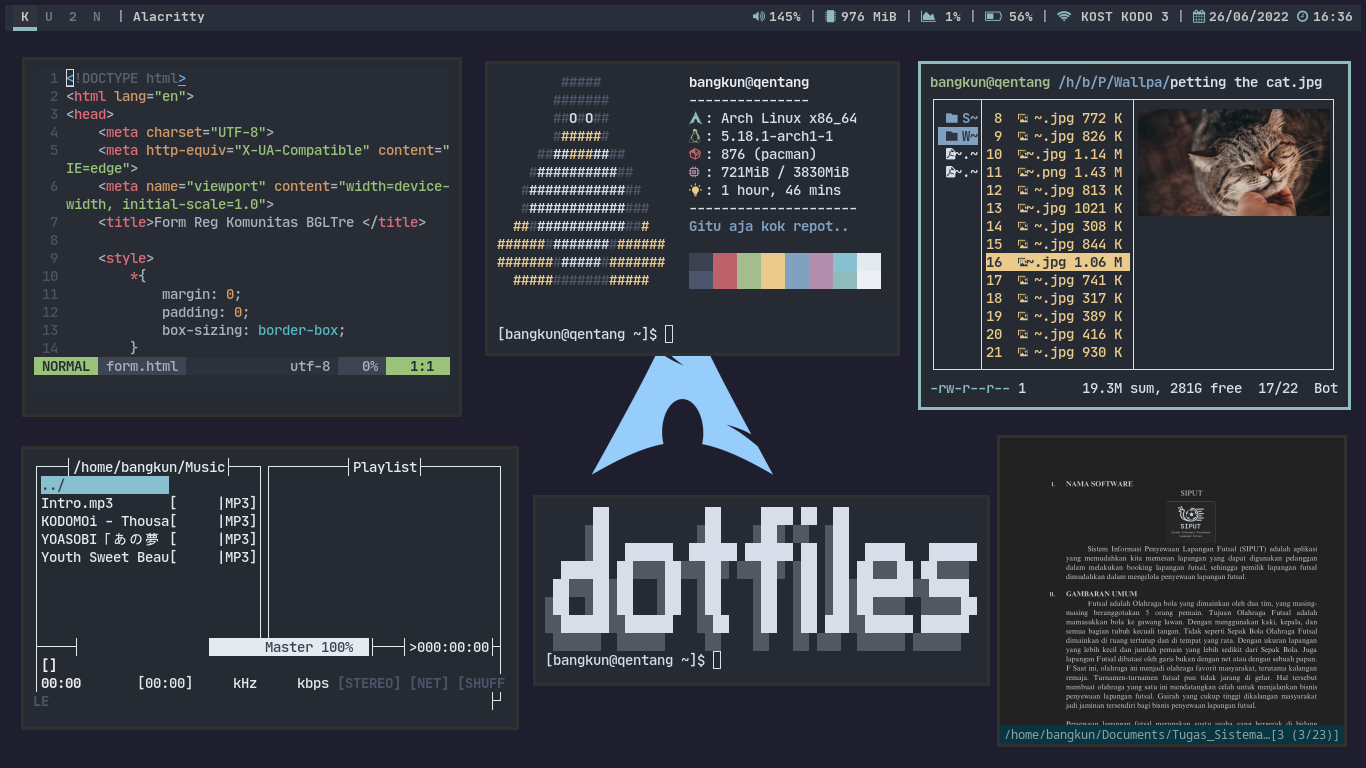 K U 2 N | Alacritty
145% | 976 MiB | 1% | 56% | KOST KODO 3 | 26/06/2022 16:36
1 <!DOCTYPE html>
2 <html lang="en">
3 <head>
4 <meta charset="UTF-8">
5 <meta http-equiv="X-UA-Compatible" content="
IE=edge">
6 <meta name="viewport" content="width=device-
width, initial-scale=1.0">
7 <title>Form Reg Komunitas BGLTre </title>
8
9 <style>
10 *{
11 margin: 0;
12 padding: 0;
13 box-sizing: border-box;
14 }
NORMAL form.html utf-8 0% 1:1
#####
#######
##O#O##
#######
###########
#############
###############
################
#################
#####################
#####################
#################
bangkun@qentang
---------------
: Arch Linux x86_64
: 5.18.1-arch1-1
: 876 (pacman)
: 721MiB / 3830MiB
: 1 hour, 46 mins
---------------------
Gitu aja kok repot..
[bangkun@qentang ~]$
bangkun@qentang /h/b/P/Wallpa/petting the cat.jpg
S~ 8 ~.jpg 772 K
W~ 9 ~.jpg 826 K
~.~ 10 ~.jpg 1.14 M
~.~ 11 ~.png 1.43 M
12 ~.jpg 813 K
13 ~.jpg 1021 K
14 ~.jpg 308 K
15 ~.jpg 844 K
16 ~.jpg 1.06 M
17 ~.jpg 741 K
18 ~.jpg 317 K
19 ~.jpg 389 K
20 ~.jpg 416 K
21 ~.jpg 930 K
-rw-r--r-- 1 19.3M sum, 281G free 17/22 Bot
/home/bangkun/Music Playlist
../
Intro.mp3 [ |MP3]
KODOMOi - Thousa[ |MP3]
YOASOBI「あの夢 [ |MP3]
Youth Sweet Beau[ |MP3]
Master 100% >000:00:00
[]
00:00 [00:00] kHz kbps [STEREO] [NET] [SHUFF
LE
dotfiles
[bangkun@qentang ~]$
I. NAMA SOFTWARE
SIPUT
SIPUT
Sistem Informasi Penyewaan Lapangan Futsal (SIPUT) adalah aplikasi
yang memudahkan kita memesan lapangan yang dapat digunakan pelanggan
dalam melakukan booking lapangan futsal, sehingga pemilik lapangan futsal
dimudahkan dalam mengelola penyewaan lapangan futsal.
II. GAMBARAN UMUM
Futsal adalah Olahraga bola yang dimainkan oleh dua tim, yang masing-
masing beranggotakan 5 orang pemain. Tujuan Olahraga Futsal adalah
mamasukkan bola ke gawang lawan. Dengan menggunakan kaki, kepala, dan
semua bagian tubuh kecuali tangan. Tidak seperti Sepak Bola Olahraga Futsal
dimainkan di ruang tertutup dan di tempat yang rata. Dengan ukuran lapangan
yang lebih kecil dan jumlah pemain yang lebih sedikit dari Sepak Bola. Juga
lapangan Futsal dibatasi oleh garis bukan dengan net atau dengan sebuah papan.
F Saat ini, olahraga ini menjadi olahraga favorit masyarakat, terutama kalangan
remaja. Turnamen-turnamen futsal pun tidak jarang di gelar. Hal tersebut
membuat olahraga yang satu ini mendatangkan celah untuk menjalankan bisnis
penyewaan lapangan futsal. Gairah yang cukup tinggi dikalangan masyarakat
jadi jaminan tersendiri bagi bisnis penyewaan lapangan futsal.
Persewaan lapangan futsal merupakan suatu usaha yang bergerak di bidang
/home/bangkun/Documents/Tugas_Sistema…[3 (3/23)]